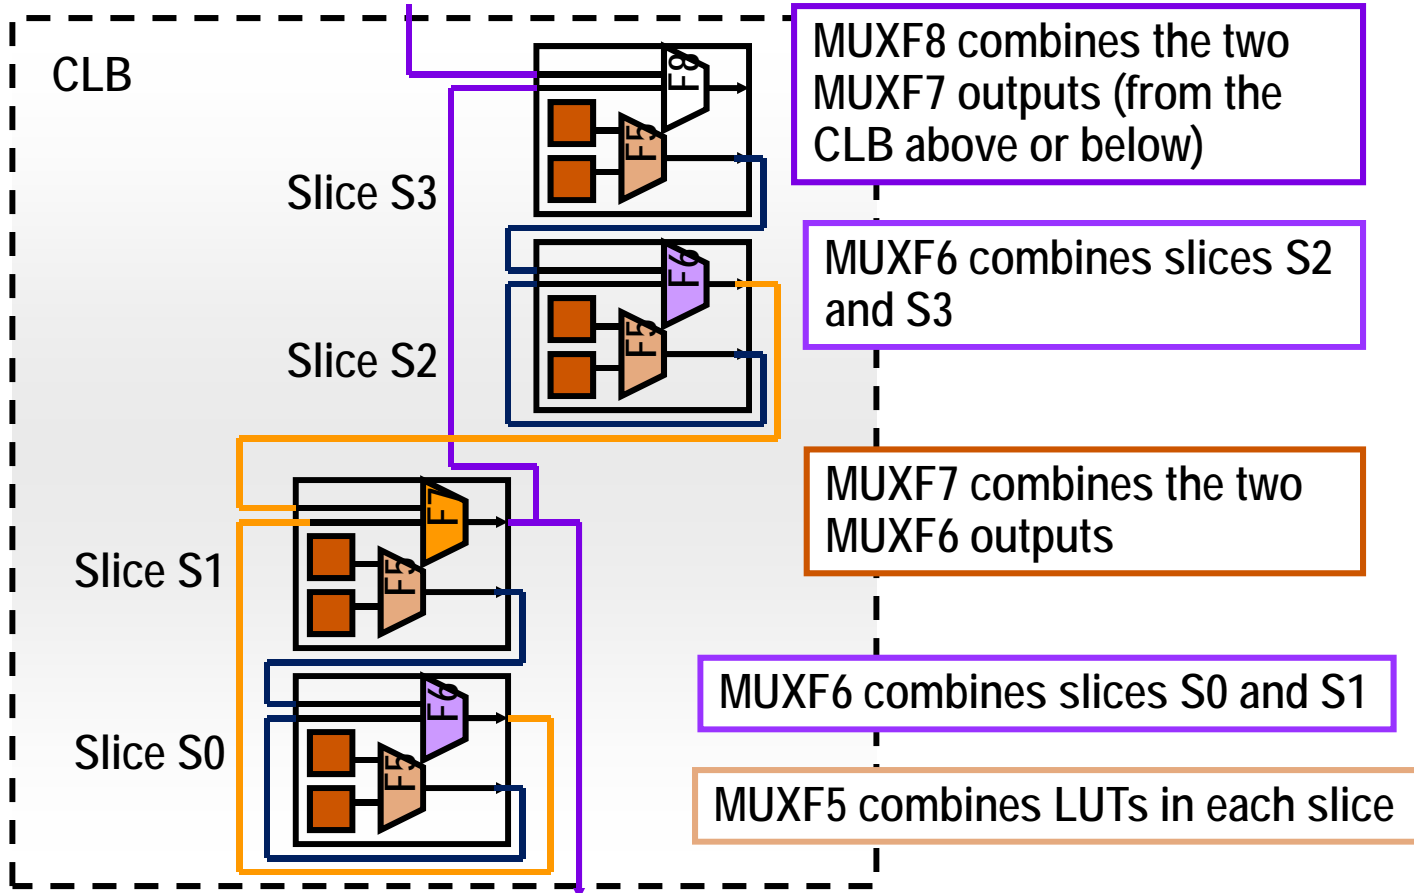 CLB
MUXF8 combines the two
MUXF7 outputs (from the
CLB above or below)
F8
F5
Slice S3
MUXF6 combines slices S2
and S3
F6
F5
Slice S2
MUXF7 combines the two
MUXF6 outputs
F7
F5
Slice S1
MUXF6 combines slices S0 and S1
F6
F5
Slice S0
MUXF5 combines LUTs in each slice